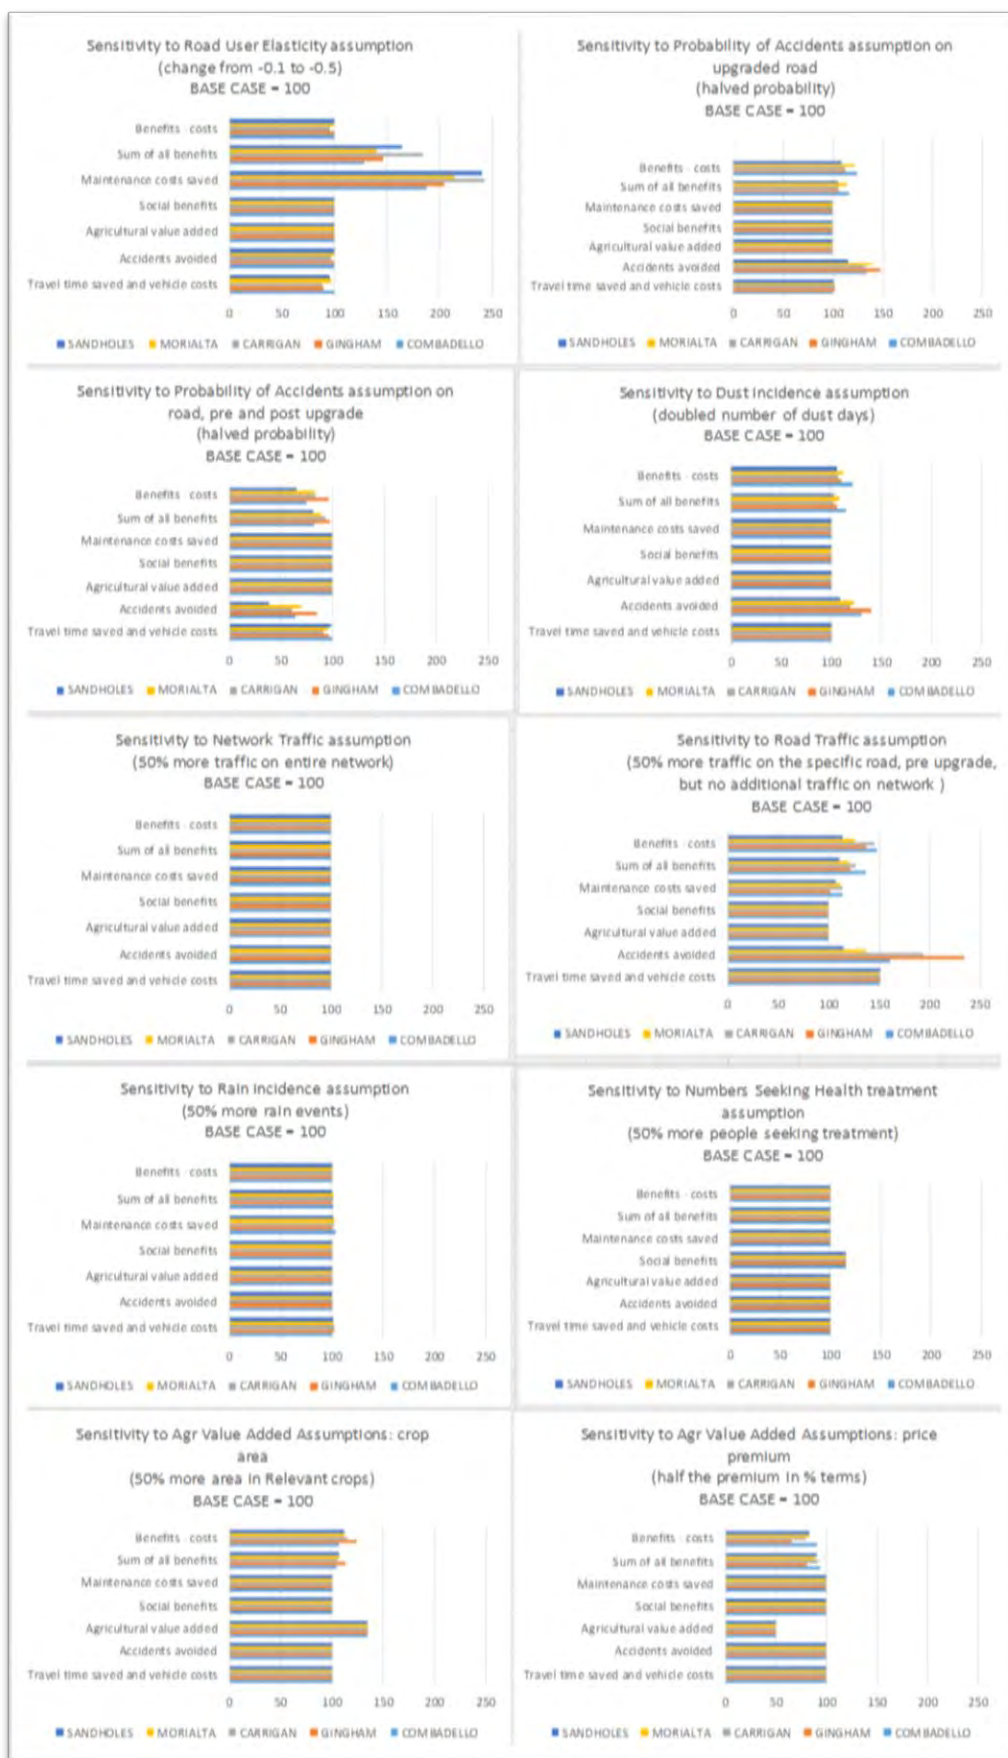 Sensitivity to Road User Elasticity assumption
(change from -0.1 to -0.5)
BASE CASE = 100
Benefits - costs
Sum of all benefits
Maintenance costs saved
Social benefits
Agricultural value added
Accidents avoided
Travel time saved and vehicle costs
0 50 100 150 200 250
SANDHOLES MORIALTA CARRIGAN GINGHAM COMBADELLO
Sensitivity to Probability of Accidents assumption on
upgraded road
(halved probability)
BASE CASE = 100
Benefits - costs
Sum of all benefits
Maintenance costs saved
Social benefits
Agricultural value added
Accidents avoided
Travel time saved and vehicle costs
0 50 100 150 200 250
SANDHOLES MORIALTA CARRIGAN GINGHAM COMBADELLO
Sensitivity to Probability of Accidents assumption on
road, pre and post upgrade
(halved probability)
BASE CASE = 100
Benefits - costs
Sum of all benefits
Maintenance costs saved
Social benefits
Agricultural value added
Accidents avoided
Travel time saved and vehicle costs
0 50 100 150 200 250
SANDHOLES MORIALTA CARRIGAN GINGHAM COMBADELLO
Sensitivity to Dust Incidence assumption
(doubled number of dust days)
BASE CASE = 100
Benefits - costs
Sum of all benefits
Maintenance costs saved
Social benefits
Agricultural value added
Accidents avoided
Travel time saved and vehicle costs
0 50 100 150 200 250
SANDHOLES MORIALTA CARRIGAN GINGHAM COMBADELLO
Sensitivity to Network Traffic assumption
(50% more traffic on entire network)
BASE CASE = 100
Benefits - costs
Sum of all benefits
Maintenance costs saved
Social benefits
Agricultural value added
Accidents avoided
Travel time saved and vehicle costs
0 50 100 150 200 250
SANDHOLES MORIALTA CARRIGAN GINGHAM COMBADELLO
Sensitivity to Road Traffic assumption
(50% more traffic on the specific road, pre upgrade,
but no additional traffic on network )
BASE CASE = 100
Benefits - costs
Sum of all benefits
Maintenance costs saved
Social benefits
Agricultural value added
Accidents avoided
Travel time saved and vehicle costs
0 50 100 150 200 250
SANDHOLES MORIALTA CARRIGAN GINGHAM COMBADELLO
Sensitivity to Rain Incidence assumption
(50% more rain events)
BASE CASE = 100
Benefits - costs
Sum of all benefits
Maintenance costs saved
Social benefits
Agricultural value added
Accidents avoided
Travel time saved and vehicle costs
0 50 100 150 200 250
SANDHOLES MORIALTA CARRIGAN GINGHAM COMBADELLO
Sensitivity to Numbers Seeking Health treatment
assumption
(50% more people seeking treatment)
BASE CASE = 100
Benefits - costs
Sum of all benefits
Maintenance costs saved
Social benefits
Agricultural value added
Accidents avoided
Travel time saved and vehicle costs
0 50 100 150 200 250
SANDHOLES MORIALTA CARRIGAN GINGHAM COMBADELLO
Sensitivity to Agr Value Added Assumptions: crop
area
(50% more area in Relevant crops)
BASE CASE = 100
Benefits - costs
Sum of all benefits
Maintenance costs saved
Social benefits
Agricultural value added
Accidents avoided
Travel time saved and vehicle costs
0 50 100 150 200 250
SANDHOLES MORIALTA CARRIGAN GINGHAM COMBADELLO
Sensitivity to Agr Value Added Assumptions: price
premium
(half the premium in % terms)
BASE CASE = 100
Benefits - costs
Sum of all benefits
Maintenance costs saved
Social benefits
Agricultural value added
Accidents avoided
Travel time saved and vehicle costs
0 50 100 150 200 250
SANDHOLES MORIALTA CARRIGAN GINGHAM COMBADELLO